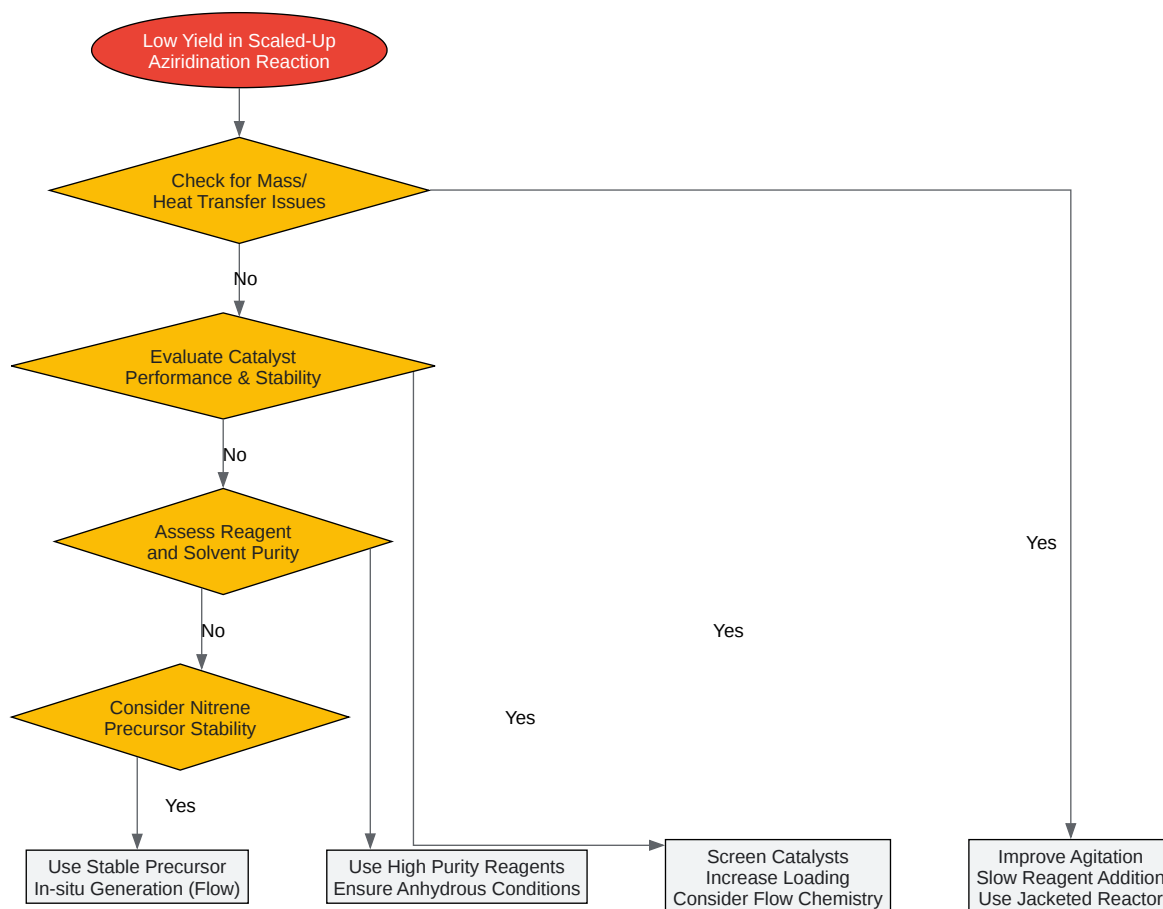 Low Yield in Scaled-Up
Aziridination Reaction
Check for Mass/
Heat Transfer Issues
No
Evaluate Catalyst
Performance & Stability
No
Assess Reagent
and Solvent Purity
Yes
No
Yes
Consider Nitrene
Precursor Stability
Yes
Yes
Use Stable Precursor
In-situ Generation (Flow)
Use High Purity Reagents
Ensure Anhydrous Conditions
Screen Catalysts
Increase Loading
Consider Flow Chemistry
Improve Agitation
Slow Reagent Addition
Use Jacketed Reactor